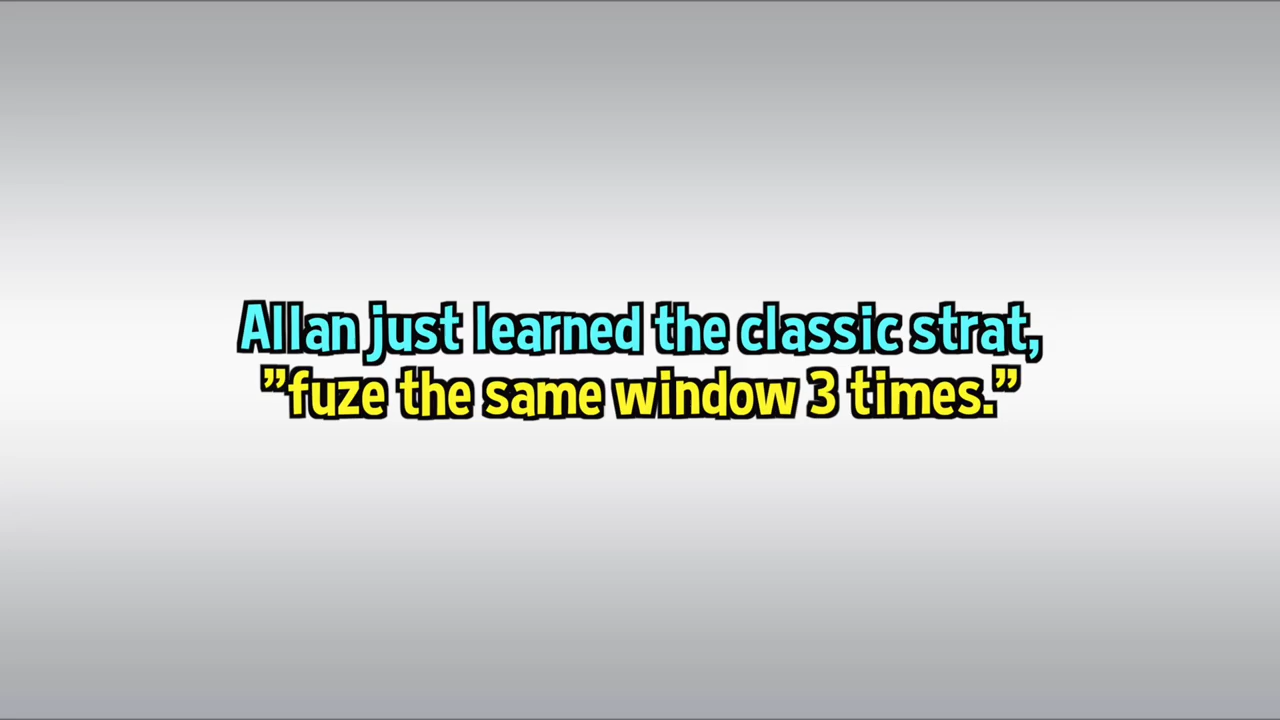 Allan just learned the classic strat,
”fuze the same window 3 times.”